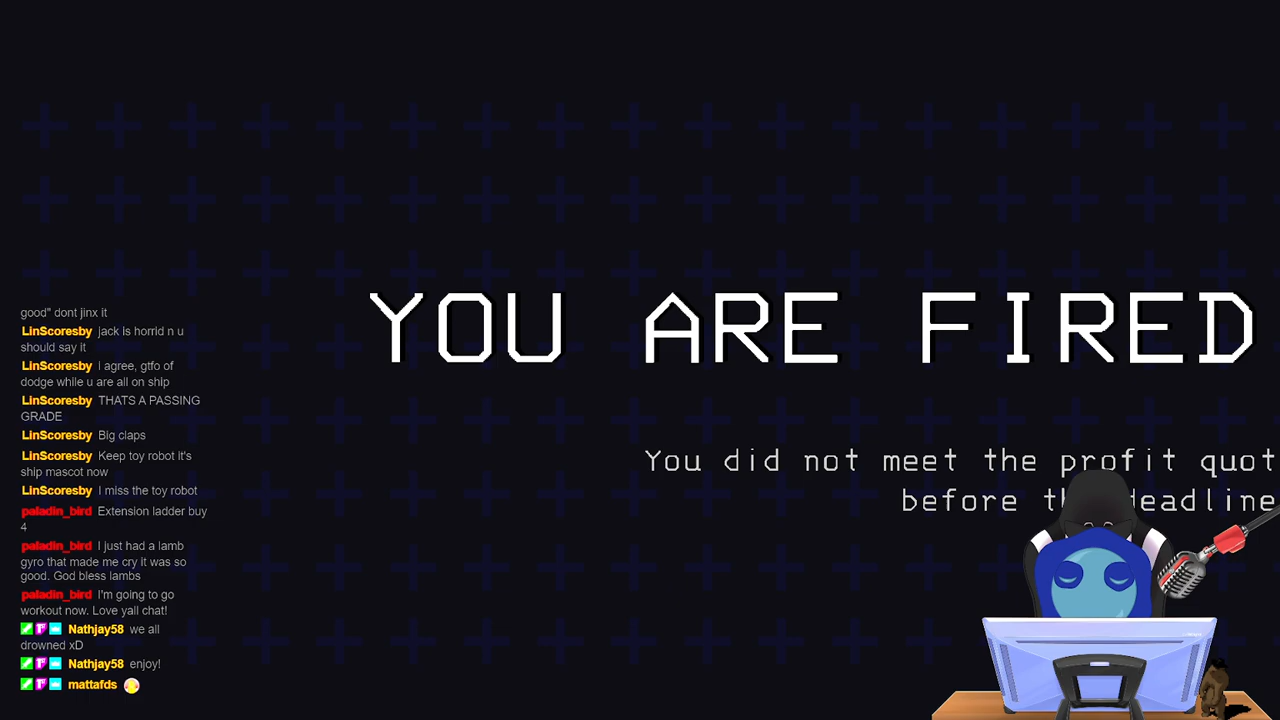 good" dont jinx it
LinScoresby jack is horrid n u
should say it
LinScoresby i agree, gtfo of
dodge while u are all on ship
LinScoresby THATS A PASSING
GRADE
LinScoresby Big claps
LinScoresby Keep toy robot it's
ship mascot now
LinScoresby I miss the toy robot
paladin_bird Extension ladder buy
4
paladin_bird I just had a lamb
gyro that made me cry it was so
good. God bless lambs
paladin_bird I'm going to go
workout now. Love yall chat!
Nathjay58 we all
drowned xD
Nathjay58 enjoy!
mattafds
YOU ARE FIRED
You did not meet the profit quot
before the deadline